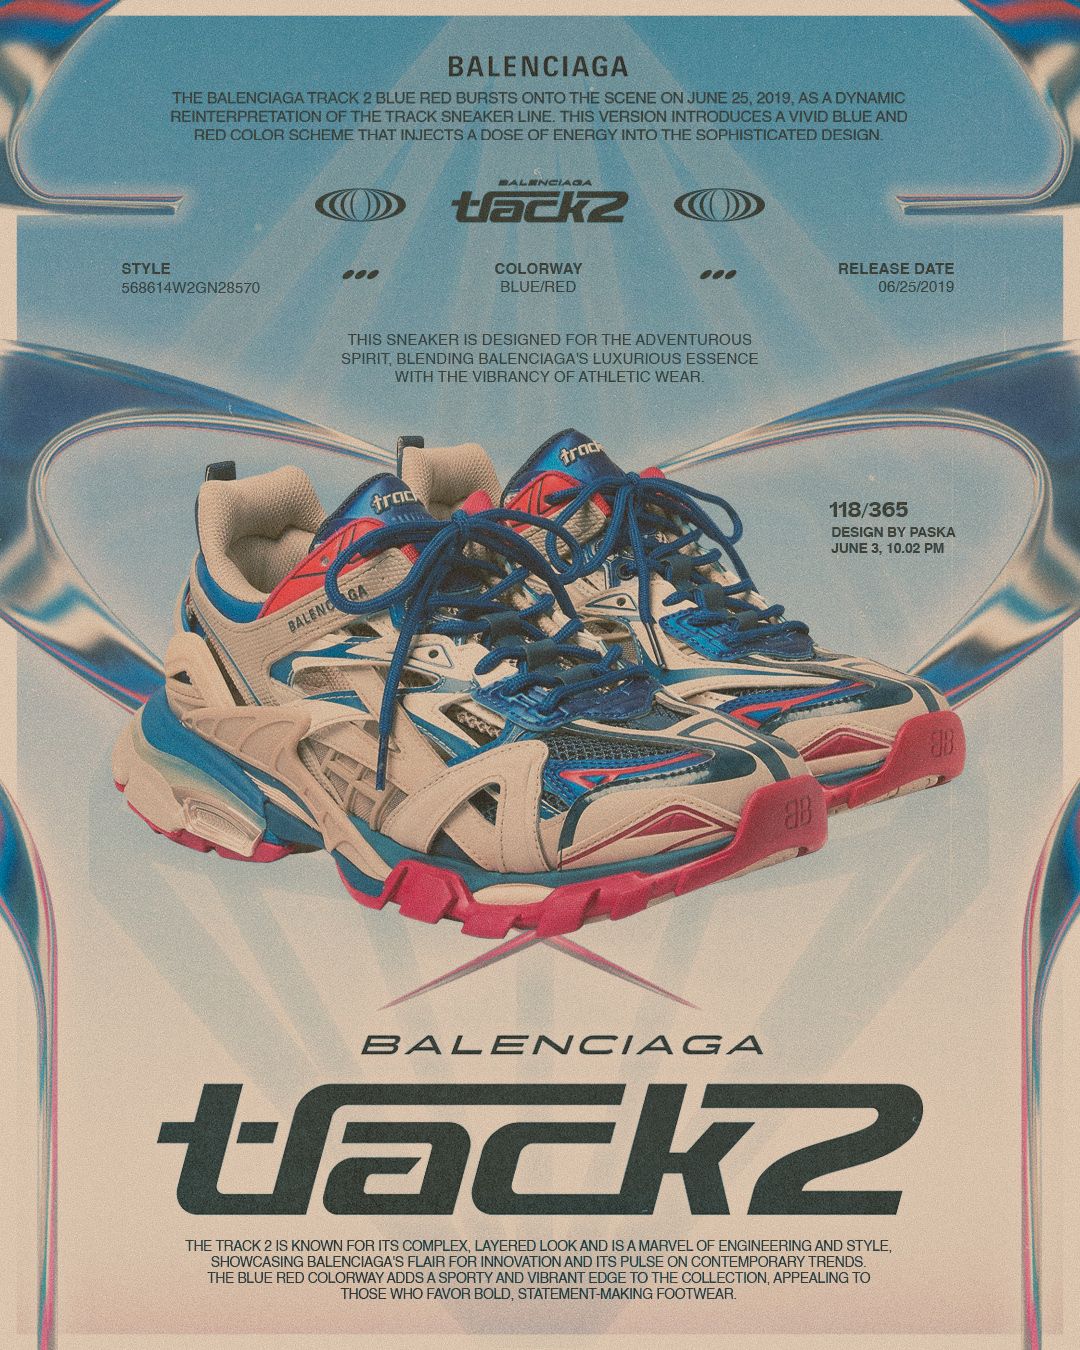 BALENCIAGA
THE BALENCIAGA TRACK 2 BLUE RED BURSTS ONTO THE SCENE ON JUNE 25, 2019, AS A DYNAMIC
REINTERPRETATION OF THE TRACK SNEAKER LINE. THIS VERSION INTRODUCES A VIVID BLUE AND
RED COLOR SCHEME THAT INJECTS A DOSE OF ENERGY INTO THE SOPHISTICATED DESIGN.
BALENCIAGA
track2
STYLE
568614W2GN28570
COLORWAY
BLUE/RED
RELEASE DATE
06/25/2019
THIS SNEAKER IS DESIGNED FOR THE ADVENTUROUS
SPIRIT, BLENDING BALENCIAGA'S LUXURIOUS ESSENCE
WITH THE VIBRANCY OF ATHLETIC WEAR.
track
track
118/365
DESIGN BY PASKA
JUNE 3, 10.02 PM
BALENCIAGA
BB
BB
BALENCIAGA
track2
THE TRACK 2 IS KNOWN FOR ITS COMPLEX, LAYERED LOOK AND IS A MARVEL OF ENGINEERING AND STYLE,
SHOWCASING BALENCIAGA'S FLAIR FOR INNOVATION AND ITS PULSE ON CONTEMPORARY TRENDS.
THE BLUE RED COLORWAY ADDS A SPORTY AND VIBRANT EDGE TO THE COLLECTION, APPEALING TO
THOSE WHO FAVOR BOLD, STATEMENT-MAKING FOOTWEAR.